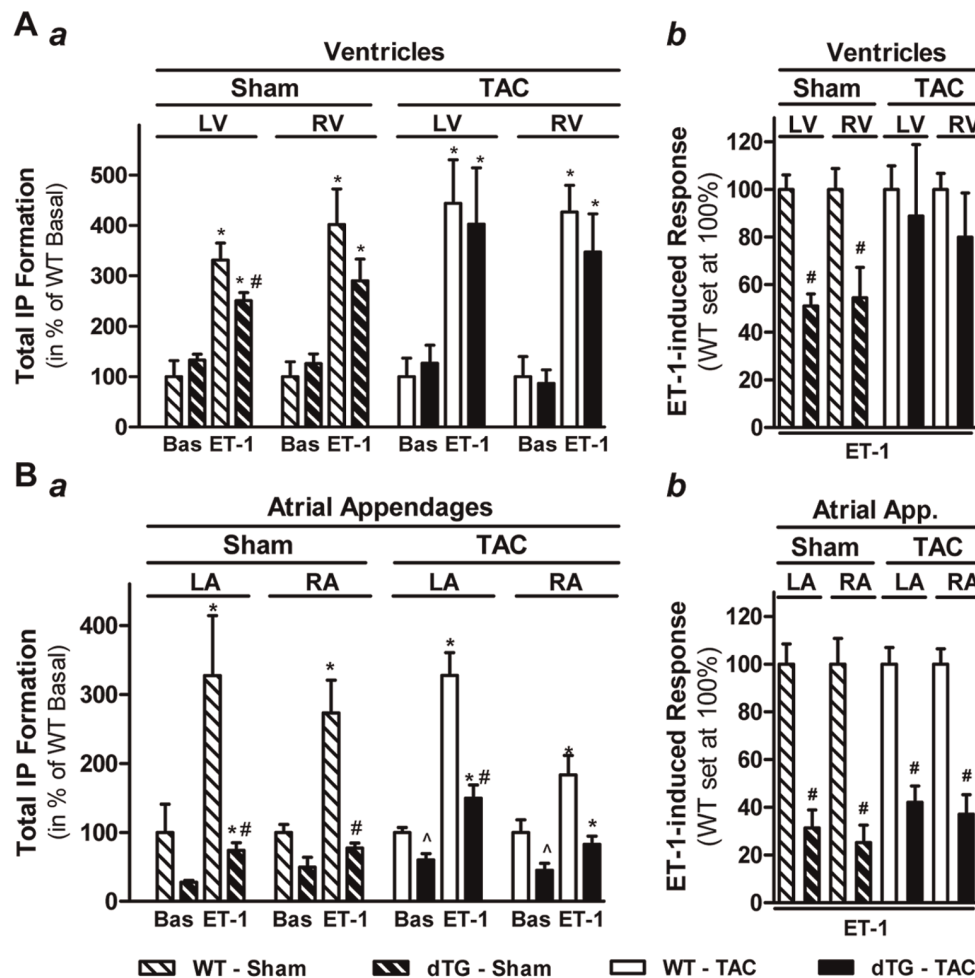 A a
Ventricles
Sham TAC
LV RV LV RV
Total IP Formation
(in % of WT Basal)
500
400
300
200
100
0
* * # * * * * * *
Bas ET-1 Bas ET-1 Bas ET-1 Bas ET-1
b
Ventricles
Sham TAC
LV RV LV RV
ET-1-induced Response
(WT set at 100%)
120
100
80
60
40
20
0
# #
ET-1
B a
Atrial Appendages
Sham TAC
LA RA LA RA
Total IP Formation
(in % of WT Basal)
400
300
200
100
0
* *# * # ^ * *# ^ * *
Bas ET-1 Bas ET-1 Bas ET-1 Bas ET-1
b
Atrial App.
Sham TAC
LA RA LA RA
ET-1-induced Response
(WT set at 100%)
120
100
80
60
40
20
0
# # # #
ET-1
WT - Sham dTG - Sham WT - TAC dTG - TAC